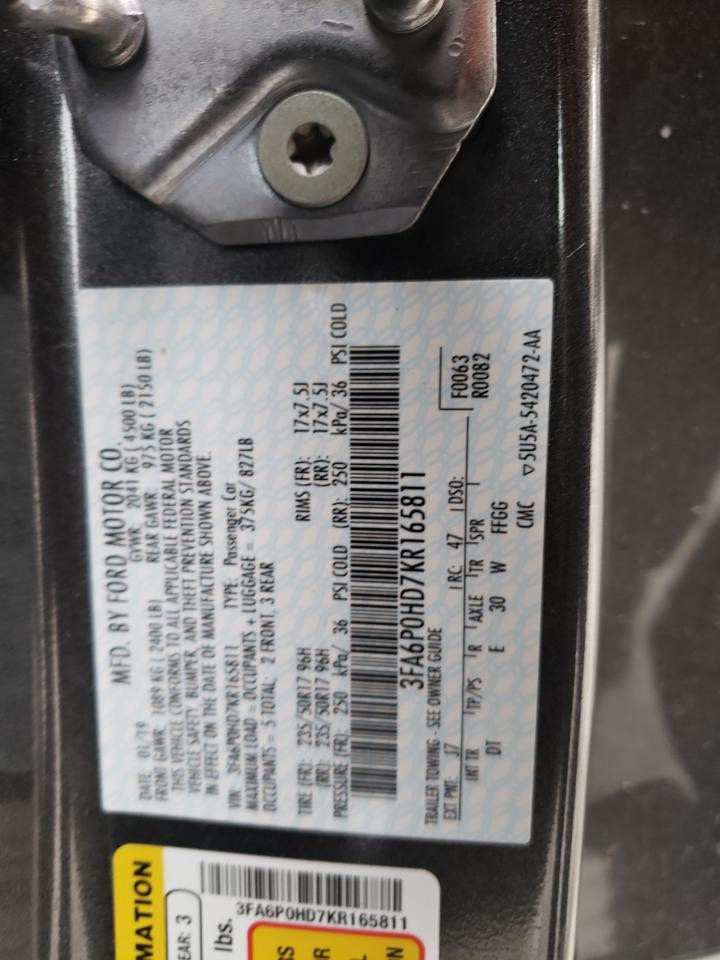 MFD. BY FORD MOTOR CO.
DATE: 01/19 GVWR: 2041 KG ( 4500 LB)
FRONT GAWR: 1089 KG ( 2400 LB) REAR GAWR: 975 KG ( 2150 LB)
THIS VEHICLE CONFORMS TO ALL APPLICABLE FEDERAL MOTOR
VEHICLE SAFETY, BUMPER, AND THEFT PREVENTION STANDARDS
IN EFFECT ON THE DATE OF MANUFACTURE SHOWN ABOVE.
VIN: 3FA6P0HD7KR165811 TYPE: Passenger Car
MAXIMUM LOAD = OCCUPANTS + LUGGAGE = 375KG/ 827LB
OCCUPANTS = 5 TOTAL; 2 FRONT, 3 REAR
TIRE (FR): 235/50R17 96H RIMS (FR): 17x7.5J
(RR): 235/50R17 96H (RR): 17x7.5J
PRESSURE (FR): 250 kPa/ 36 PSI COLD (RR): 250 kPa/ 36 PSI COLD
3FA6P0HD7KR165811
TRAILER TOWING - SEE OWNER GUIDE F0063
EXT PNT: J7 RC: 47 DSO: R0082
INT TR TP/PS R AXLE TR SPR
DT E 30 W FFGG
CMC ▽5U5A-5420472-AA
MATION
EAR: 3
lbs.
3FA6P0HD7KR165811